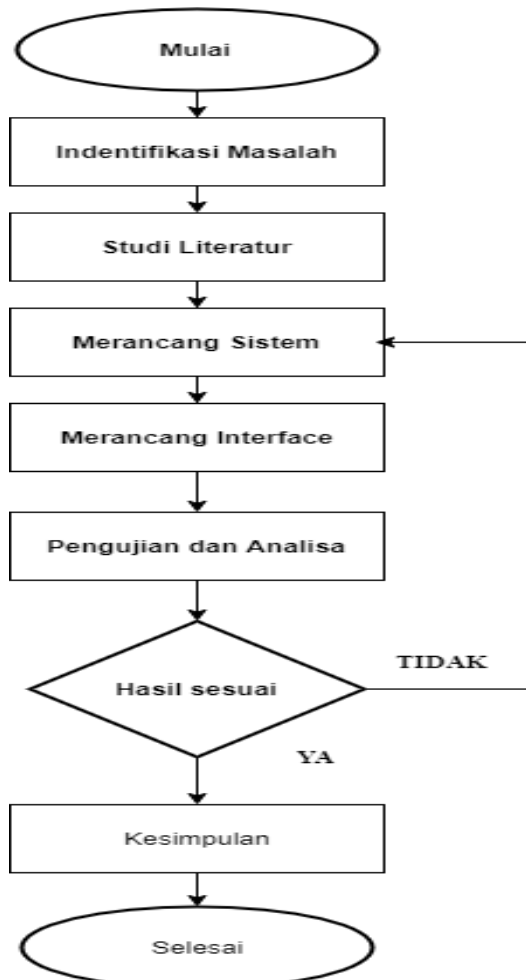 Mulai
Indentifikasi Masalah
Studi Literatur
Merancang Sistem
Merancang Interface
Pengujian dan Analisa
Hasil sesuai
TIDAK
YA
Kesimpulan
Selesai